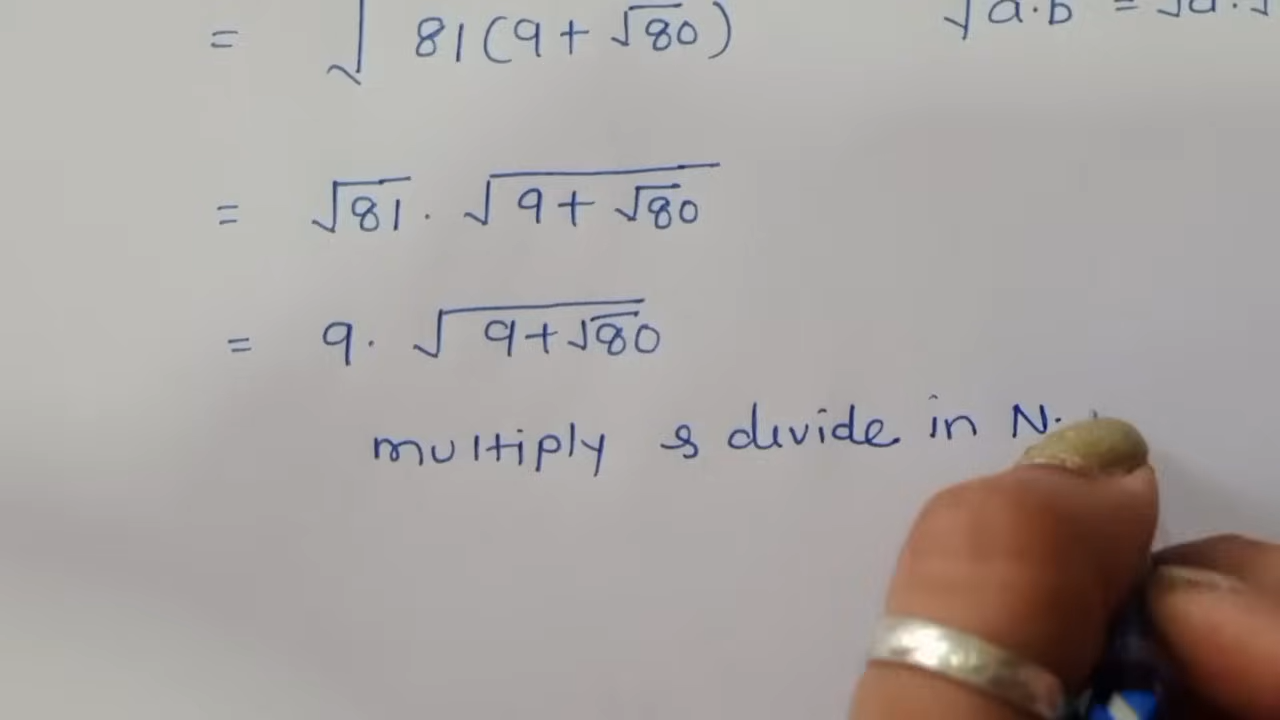 = √81(9+√80)
√a.b = √a.√
= √81 . √9+√80
= 9. √9+√80
multiply & divide in N.